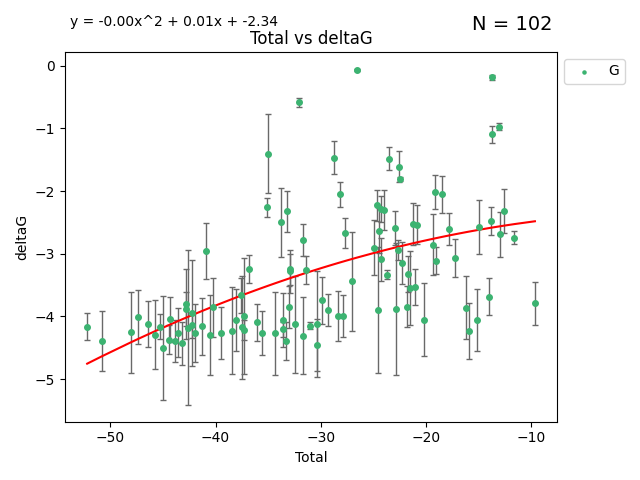 y = -0.00x^2 + 0.01x + -2.34
N = 102
Total vs deltaG
G
deltaG
0
−1
−2
−3
−4
−5
−50
−40
−30
−20
−10
Total